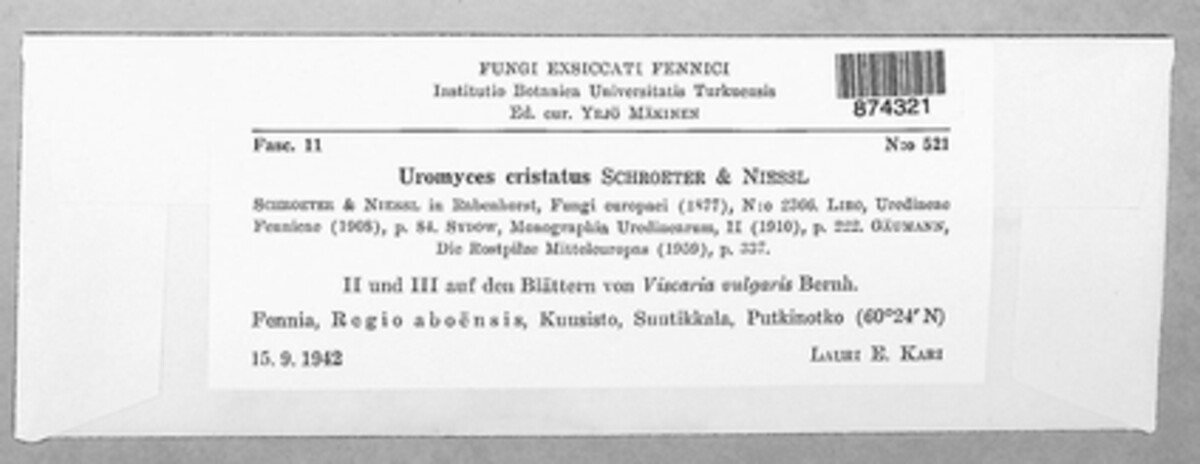 FUNGI EXSICCATI FENNICI
Institutio Botanica Universitatis Turkuensis
Ed. cur. YRJÖ MÄKINEN
874321
Fasc. 11 N:o 521
Uromyces cristatus SCHROETER & NIESSL
SCHROETER & NIESSL in Rabenhorst, Fungi europaei (1877), N:o 2366. LIRO, Uredineae
Fennicae (1908), p. 84. SYDOW, Monographia Uredinearum, II (1910), p. 222. GÄUMANN,
Die Rostpilze Mitteleuropas (1959), p. 337.
II und III auf den Blättern von Viscaria vulgaris Bernh.
Fennia, Regio aboënsis, Kuusisto, Suutikkala, Putkinotko (60°24′ N)
15. 9. 1942 LAURI E. KARI